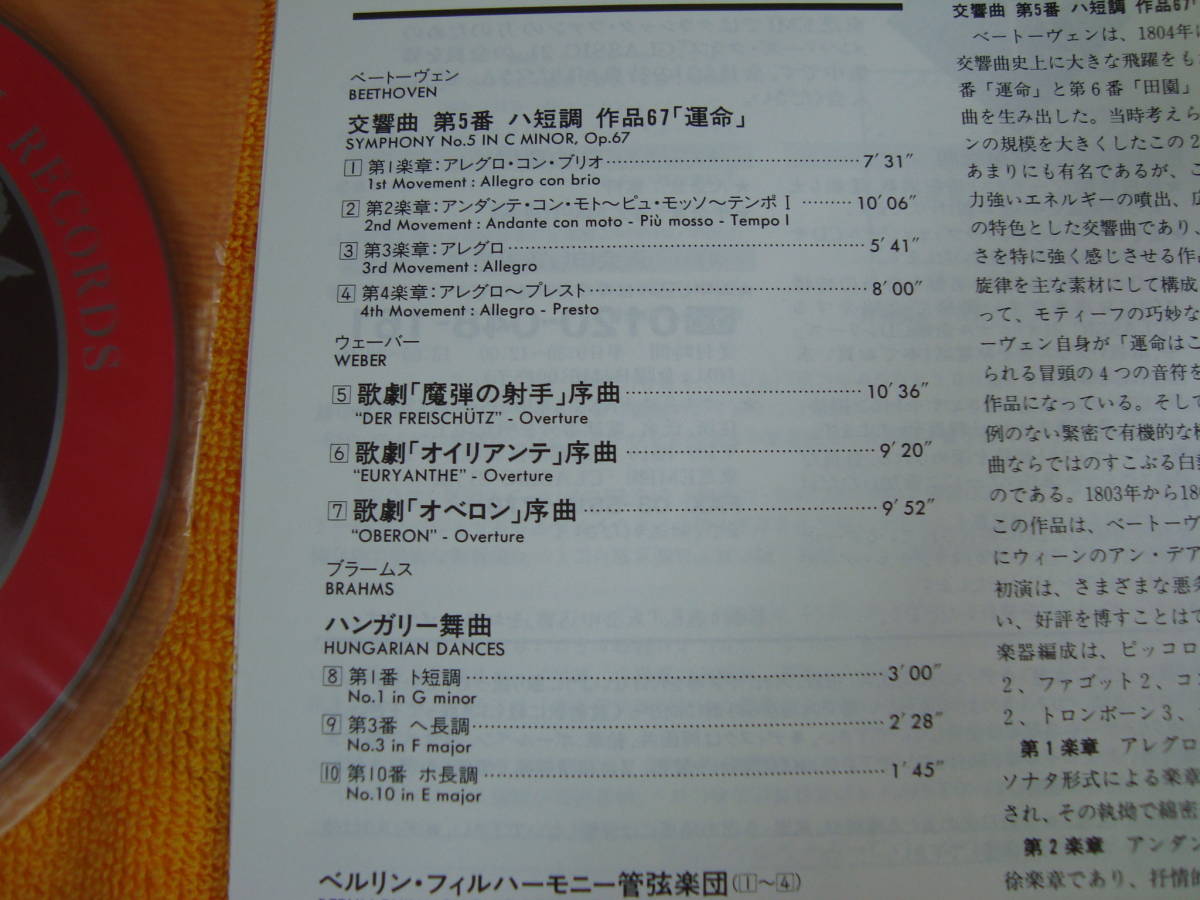 RECORDS
ベートーヴェン
BEETHOVEN
交響曲 第5番 ハ短調 作品67「運命」
SYMPHONY No.5 IN C MINOR, Op.67
1 第1楽章:アレグロ・コン・ブリオ 7′31″
1st Movement : Allegro con brio
2 第2楽章:アンダンテ・コン・モト〜ピュ・モッソ〜テンポ I 10′06″
2nd Movement : Andante con moto - Più mosso - Tempo I
3 第3楽章:アレグロ 5′41″
3rd Movement : Allegro
4 第4楽章:アレグロ〜プレスト 8′00″
4th Movement : Allegro - Presto
ウェーバー
WEBER
5 歌劇「魔弾の射手」序曲 10′36″
"DER FREISCHÜTZ" - Overture
6 歌劇「オイリアンテ」序曲 9′20″
"EURYANTHE" - Overture
7 歌劇「オベロン」序曲 9′52″
"OBERON" - Overture
ブラームス
BRAHMS
ハンガリー舞曲
HUNGARIAN DANCES
8 第1番 ト短調 3′00″
No.1 in G minor
9 第3番 ヘ長調 2′28″
No.3 in F major
10 第10番 ホ長調 1′45″
No.10 in E major
ベルリン・フィルハーモニー管弦楽団(1〜4)
交響曲 第5番 ハ短調 作品67
ベートーヴェンは、1804年
交響曲史上に大きな飛躍をも
番「運命」と第6番「田園」
曲を生み出した。当時考えら
ンの規模を大きくしたこの2
あまりにも有名であるが、こ
力強いエネルギーの噴出、
の特色とした交響曲であり、
さを特に強く感じさせる作
旋律を主な素材にして構成
って、モティーフの巧妙な
ーヴェン自身が「運命はこ
られる冒頭の4つの音符を
作品になっている。そして
例のない緊密で有機的な
曲ならではのすこぶる白
のである。1803年から18
この作品は、ベートーヴ
にウィーンのアン・デア
初演は、さまざまな悪条
い、好評を博すことはで
楽器編成は、ピッコロ
2、ファゴット2、コン
2、トロンボーン3、
第1楽章 アレグロ
ソナタ形式による楽章
され、その執拗で綿密
第2楽章 アンダン
徐楽章であり、抒情的